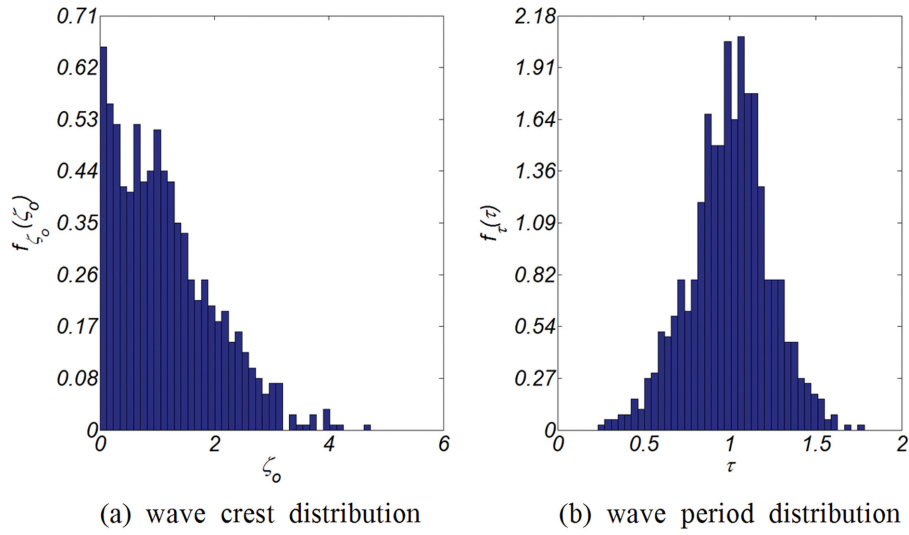 0.71
0.62
0.53
0.44
0.35
0.26
0.17
0.08
0
0 2 4 6
f_ζo(ζo)
ζo
(a) wave crest distribution
2.18
1.91
1.64
1.36
1.09
0.82
0.54
0.27
0
0 0.5 1 1.5 2
f_τ(τ)
τ
(b) wave period distribution